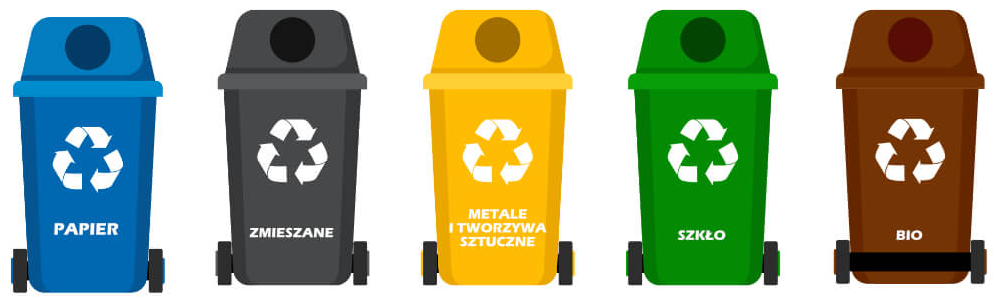 PAPIER
ZMIESZANE
METALE
I TWORZYWA
SZTUCZNE
SZKŁO
BIO